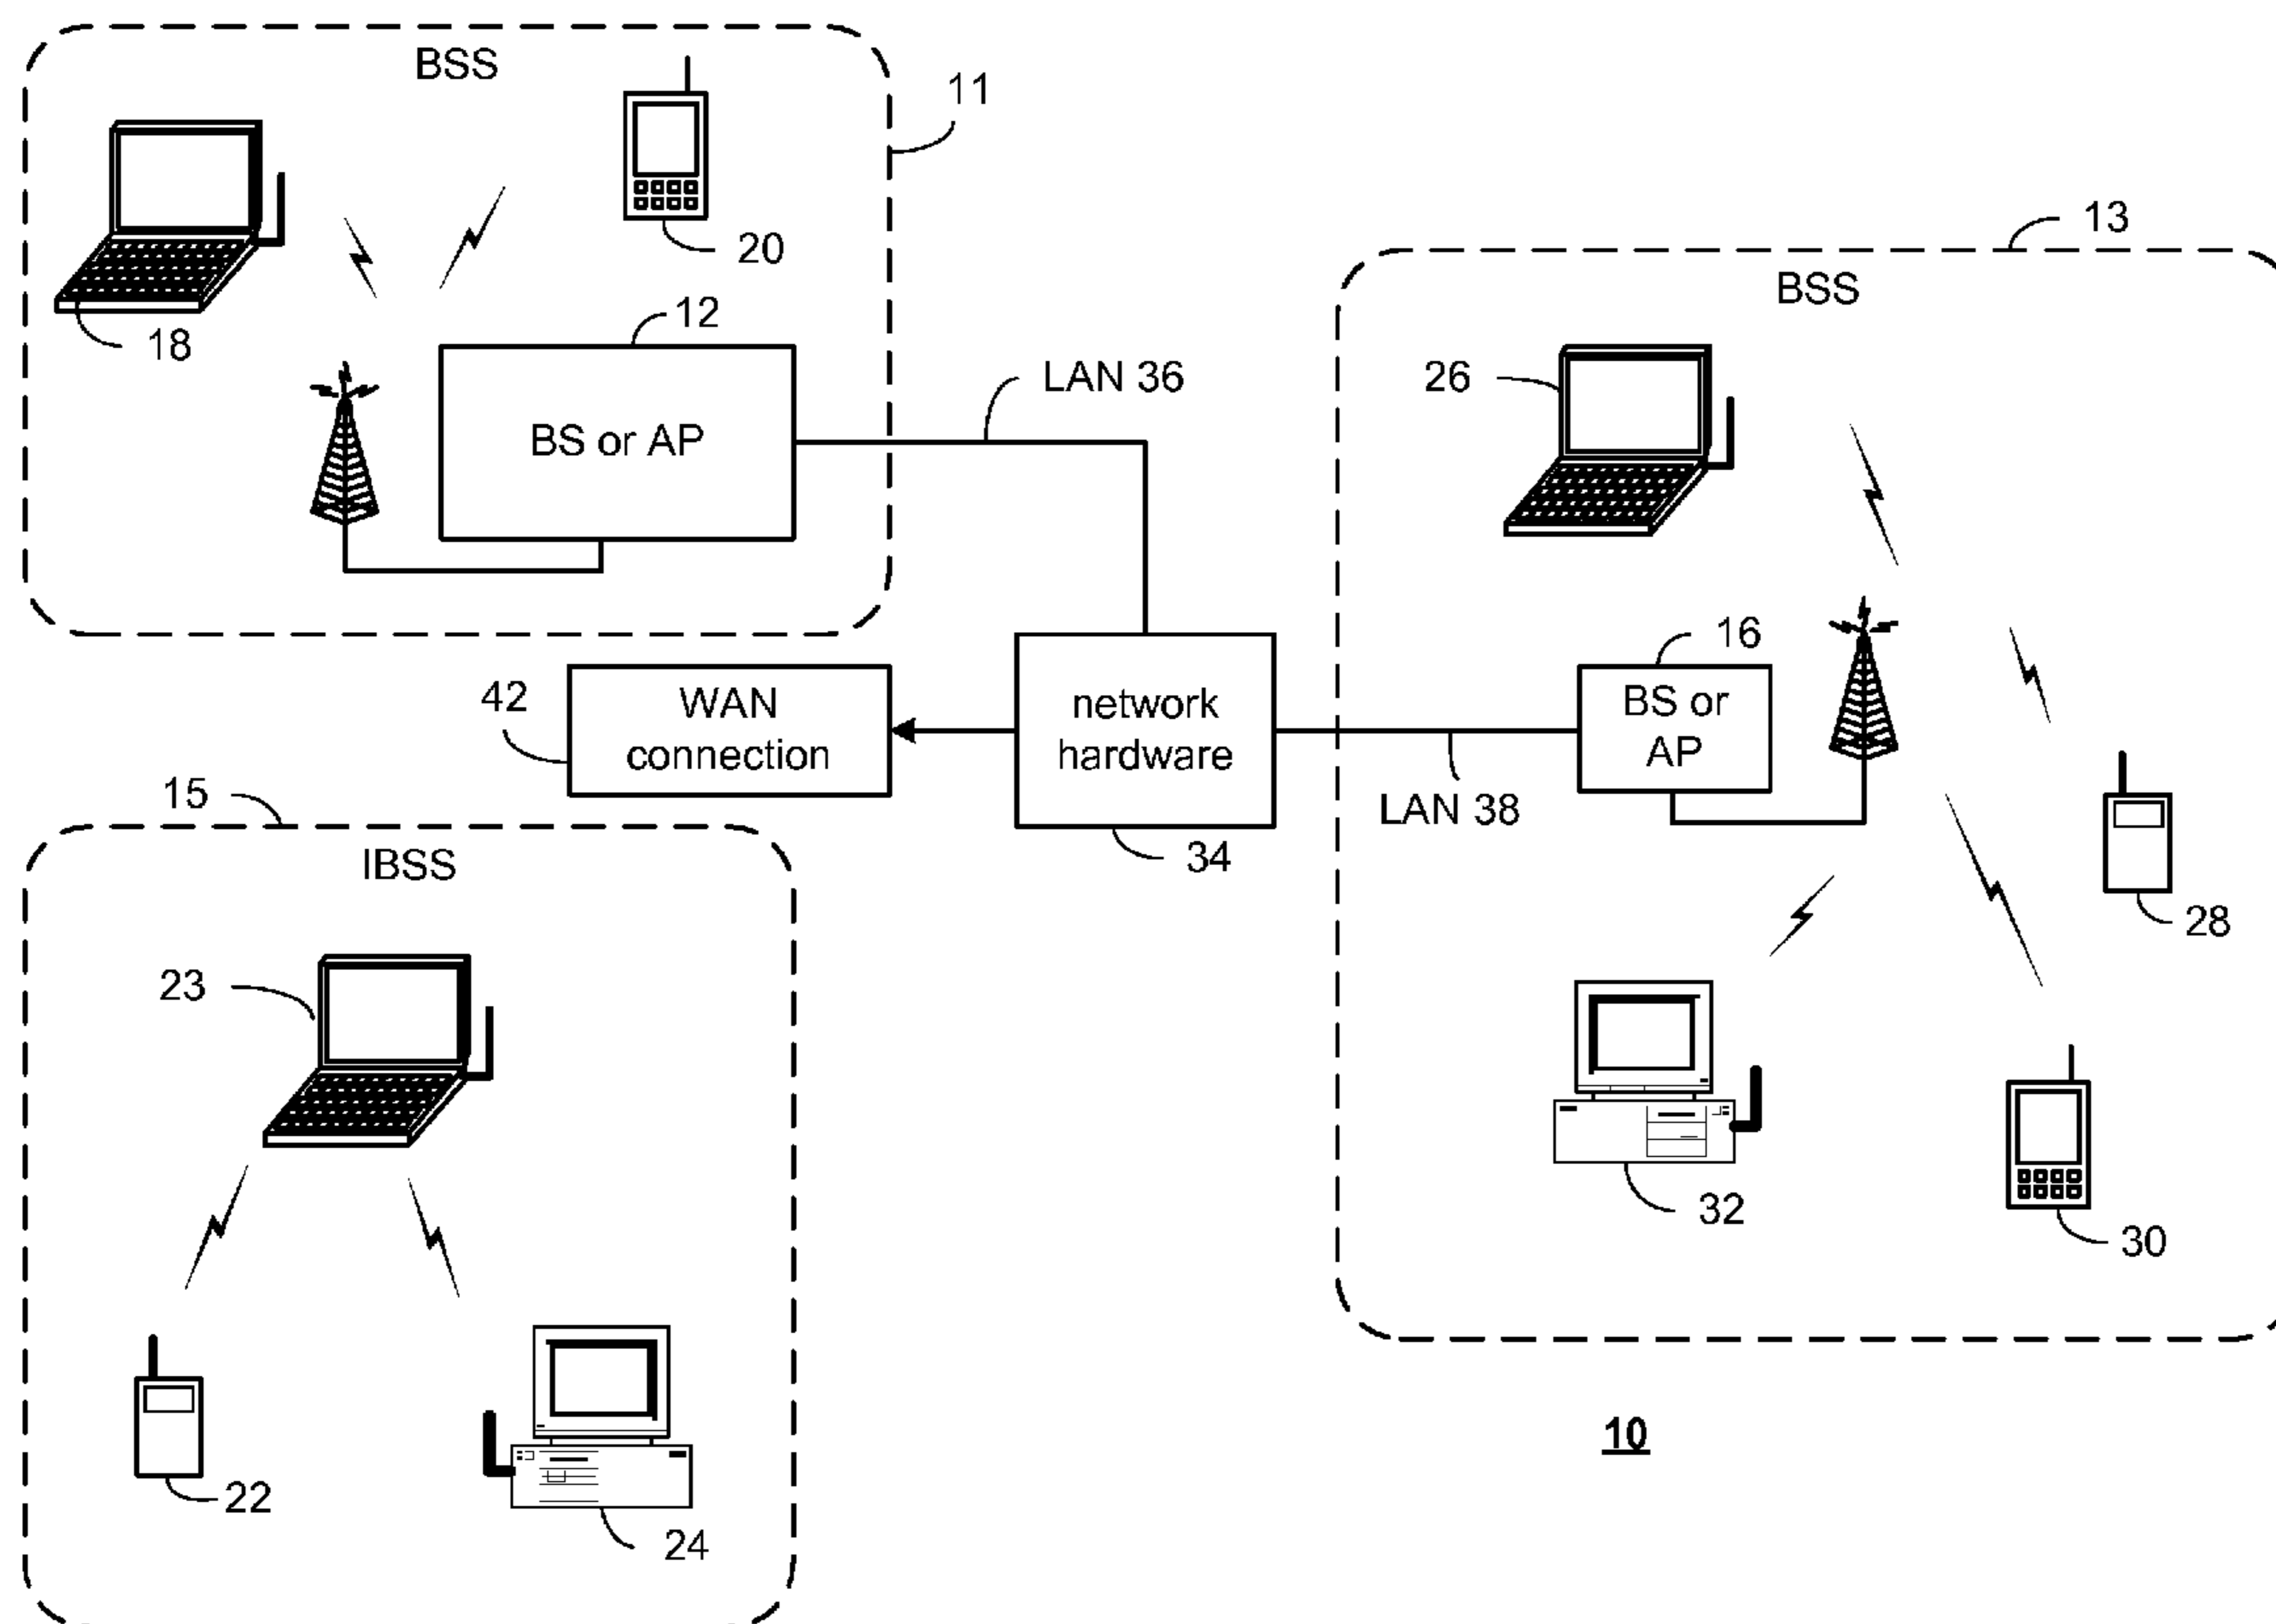 BSS
11
20
18
12
BS or AP
LAN 36
13
BSS
26
16
BS or
AP
42
WAN
connection
network
hardware
34
LAN 38
28
15
IBSS
23
32
30
22
24
10